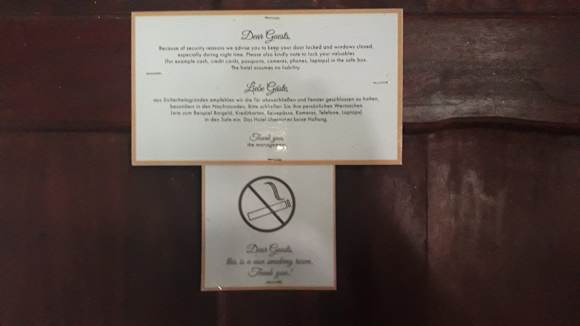 Dear Guests,
Because of security reasons we advise you to keep your door locked and windows closed,
especially during night time. Please also kindly note to lock your valuables
(for example cash, credit cards, passports, cameras, phones, laptops) in the safe box.
The hotel assumes no liability.
Liebe Gäste,
aus Sicherheitsgründen empfehlen wir die Tür abzuschließen und Fenster geschlossen zu halten,
besonders in den Nachtstunden. Bitte schließen Sie Ihre persönlichen Wertsachen
(wie zum Beispiel Bargeld, Kreditkarten, Reisepässe, Kameras, Telefone, Laptops)
in den Safe ein. Das Hotel übernimmt keine Haftung.
Thank you,
the management
Dear Guests,
this is a non smoking room.
Thank you!